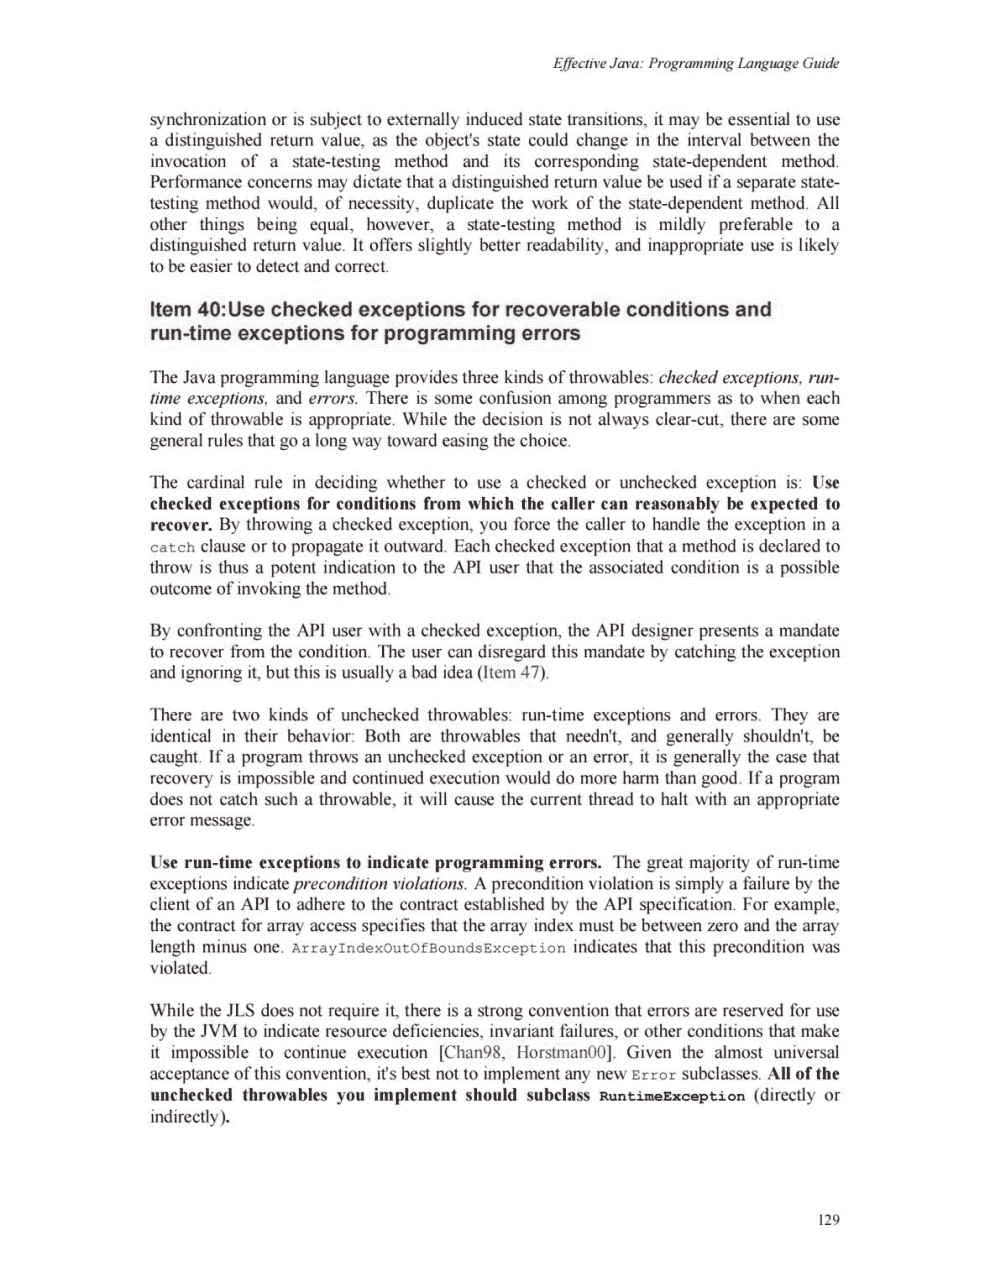 Effective Java: Programming Language Guide
synchronization or is subject to externally induced state transitions, it may be essential to use
a distinguished return value, as the object's state could change in the interval between the
invocation of a state-testing method and its corresponding state-dependent method.
Performance concerns may dictate that a distinguished return value be used if a separate state-
testing method would, of necessity, duplicate the work of the state-dependent method. All
other things being equal, however, a state-testing method is mildly preferable to a
distinguished return value. It offers slightly better readability, and inappropriate use is likely
to be easier to detect and correct.
Item 40:Use checked exceptions for recoverable conditions and
run-time exceptions for programming errors
The Java programming language provides three kinds of throwables: checked exceptions, run-
time exceptions, and errors. There is some confusion among programmers as to when each
kind of throwable is appropriate. While the decision is not always clear-cut, there are some
general rules that go a long way toward easing the choice.
The cardinal rule in deciding whether to use a checked or unchecked exception is: Use
checked exceptions for conditions from which the caller can reasonably be expected to
recover. By throwing a checked exception, you force the caller to handle the exception in a
catch clause or to propagate it outward. Each checked exception that a method is declared to
throw is thus a potent indication to the API user that the associated condition is a possible
outcome of invoking the method.
By confronting the API user with a checked exception, the API designer presents a mandate
to recover from the condition. The user can disregard this mandate by catching the exception
and ignoring it, but this is usually a bad idea (Item 47).
There are two kinds of unchecked throwables: run-time exceptions and errors. They are
identical in their behavior: Both are throwables that needn't, and generally shouldn't, be
caught. If a program throws an unchecked exception or an error, it is generally the case that
recovery is impossible and continued execution would do more harm than good. If a program
does not catch such a throwable, it will cause the current thread to halt with an appropriate
error message.
Use run-time exceptions to indicate programming errors. The great majority of run-time
exceptions indicate precondition violations. A precondition violation is simply a failure by the
client of an API to adhere to the contract established by the API specification. For example,
the contract for array access specifies that the array index must be between zero and the array
length minus one. ArrayIndexOutOfBoundsException indicates that this precondition was
violated.
While the JLS does not require it, there is a strong convention that errors are reserved for use
by the JVM to indicate resource deficiencies, invariant failures, or other conditions that make
it impossible to continue execution [Chan98, Horstman00]. Given the almost universal
acceptance of this convention, it's best not to implement any new Error subclasses. All of the
unchecked throwables you implement should subclass RuntimeException (directly or
indirectly).
129